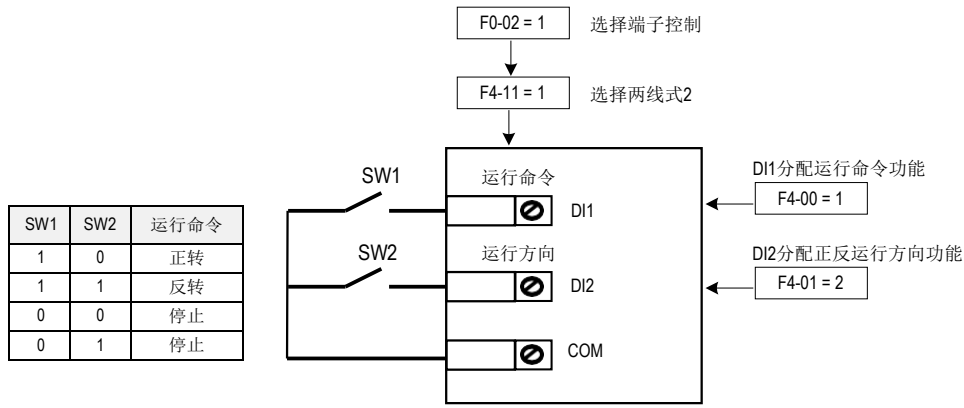 F0-02 = 1 选择端子控制
F4-11 = 1 选择两线式2
SW1 SW2 运行命令
1 0 正转
1 1 反转
0 0 停止
0 1 停止
SW1
SW2
运行命令
DI1
运行方向
DI2
COM
DI1分配运行命令功能
F4-00 = 1
DI2分配正反运行方向功能
F4-01 = 2